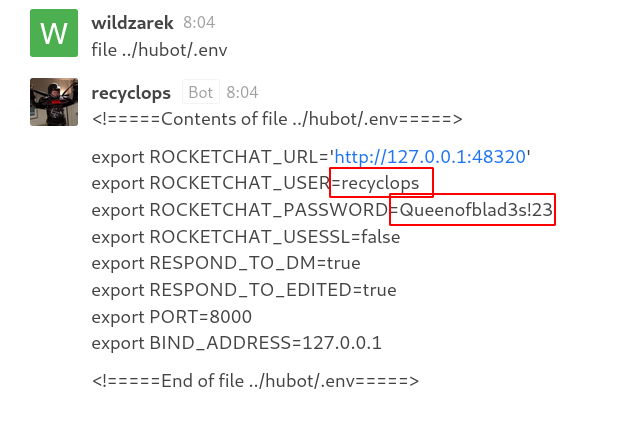 W
wildzarek 8:04
file ../hubot/.env
recyclops Bot 8:04
<!=====Contents of file ../hubot/.env=====>
export ROCKETCHAT_URL='http://127.0.0.1:48320'
export ROCKETCHAT_USER=recyclops
export ROCKETCHAT_PASSWORD=Queenofblad3s!23
export ROCKETCHAT_USESSL=false
export RESPOND_TO_DM=true
export RESPOND_TO_EDITED=true
export PORT=8000
export BIND_ADDRESS=127.0.0.1
<!=====End of file ../hubot/.env=====>